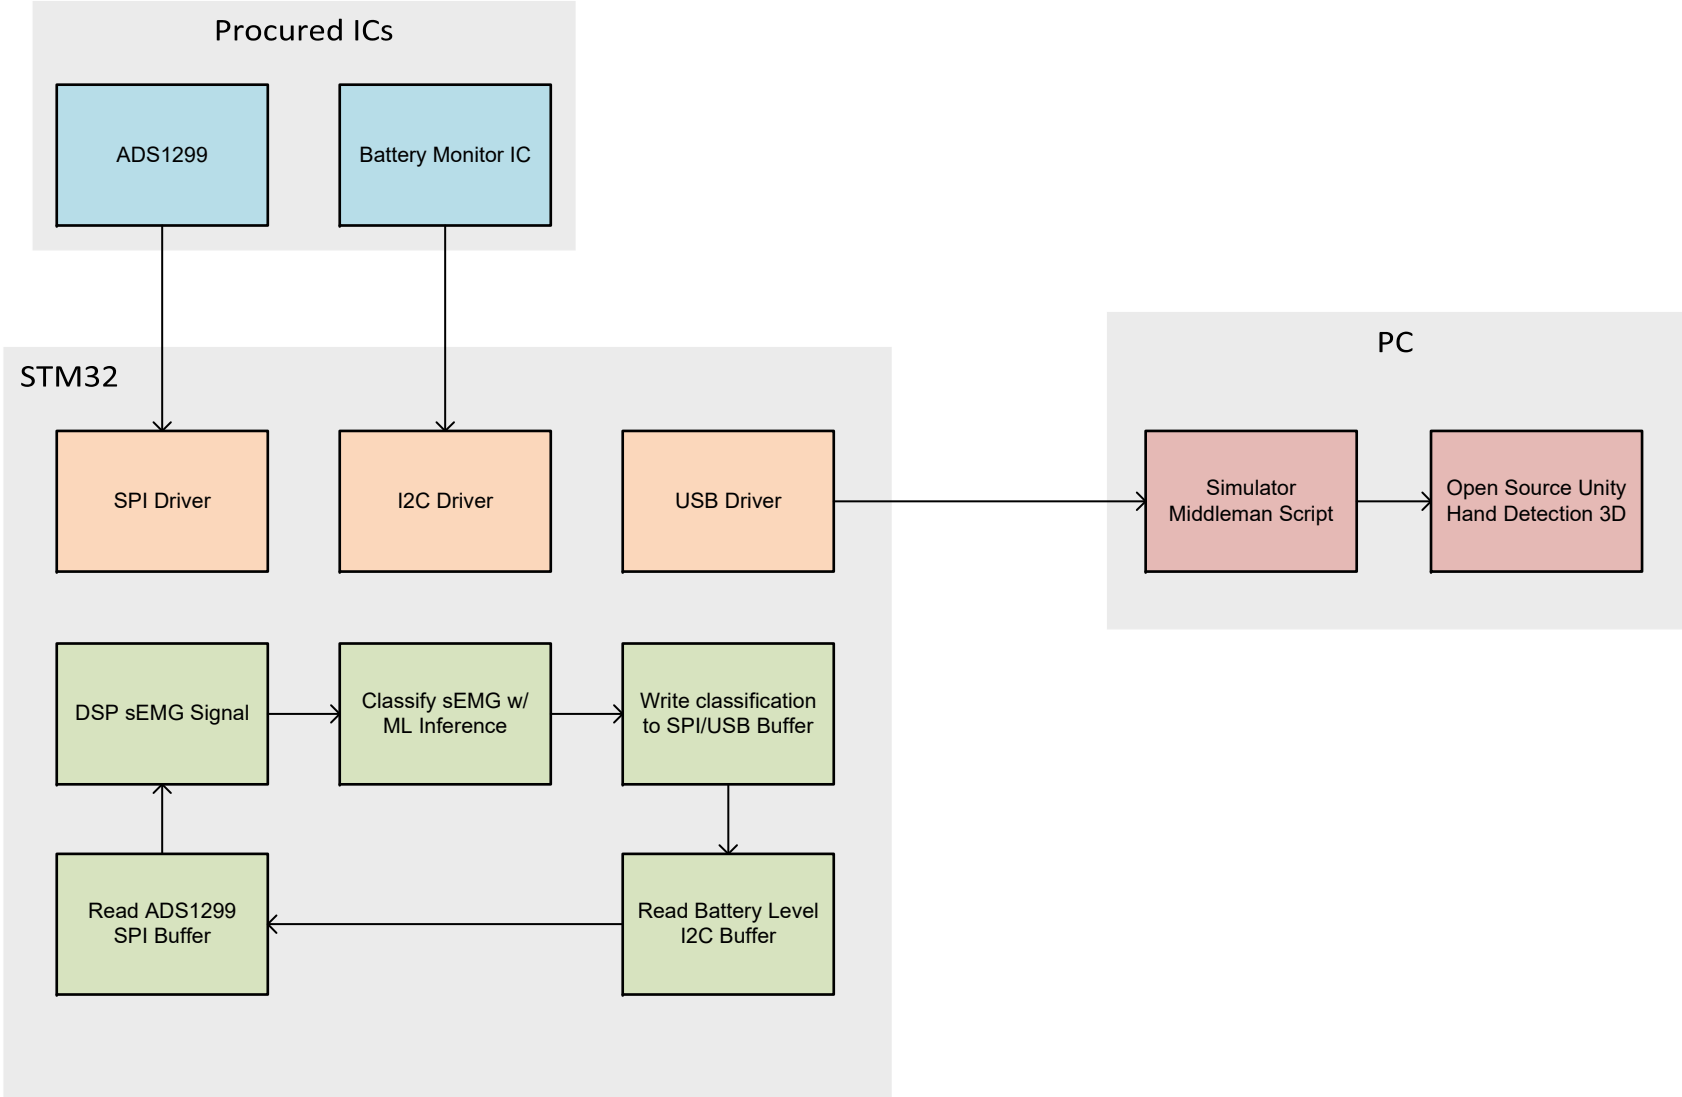 Procured ICs
ADS1299
Battery Monitor IC
STM32
SPI Driver
I2C Driver
USB Driver
PC
Simulator
Middleman Script
Open Source Unity
Hand Detection 3D
DSP sEMG Signal
Classify sEMG w/
ML Inference
Write classification
to SPI/USB Buffer
Read ADS1299
SPI Buffer
Read Battery Level
I2C Buffer